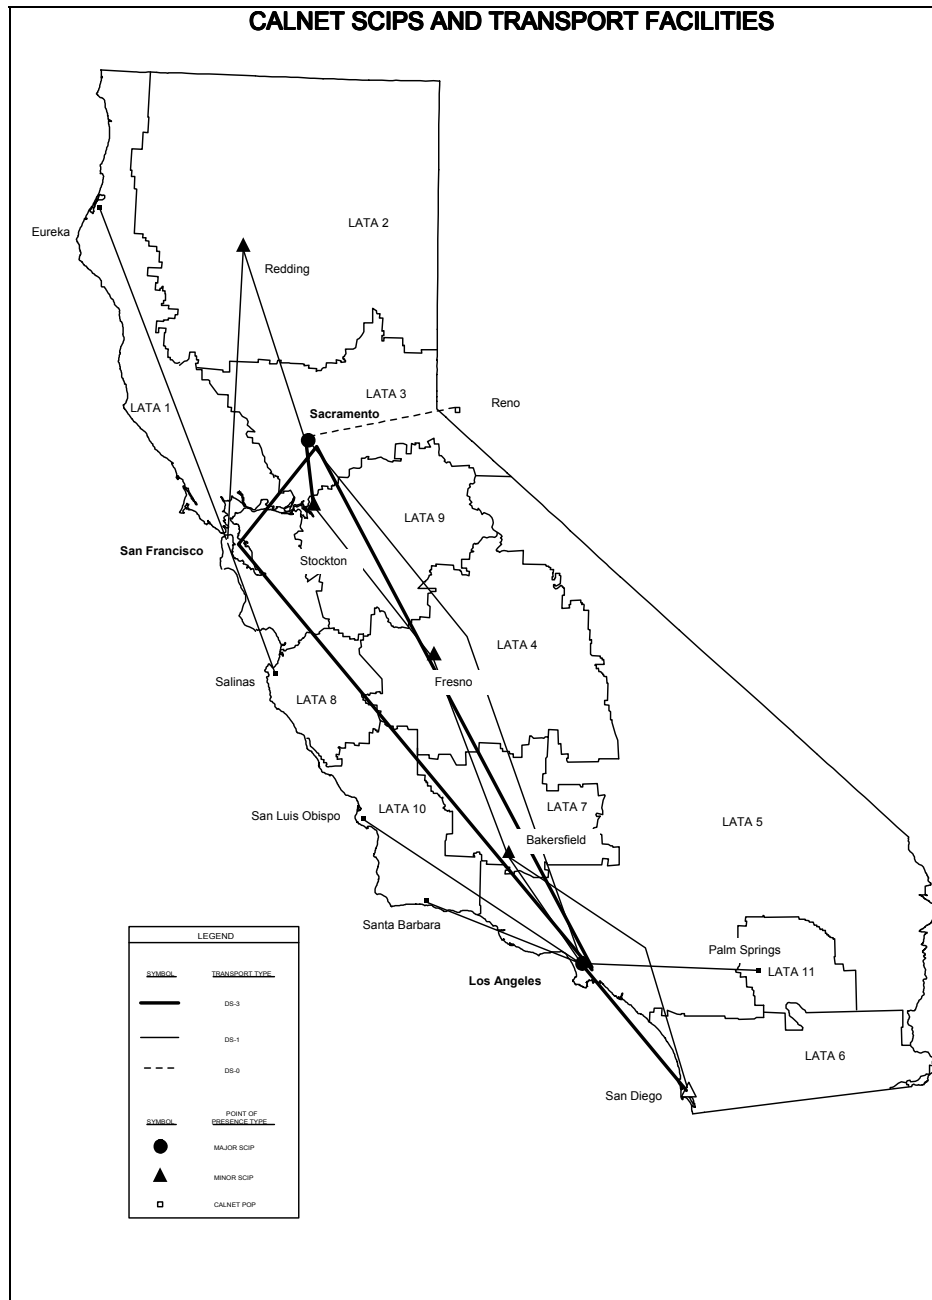 CALNET SCIPS AND TRANSPORT FACILITIES
LATA 2
Eureka
Redding
LATA 3
Reno
LATA 1
Sacramento
LATA 9
San Francisco
Stockton
LATA 4
Salinas
Fresno
LATA 8
LATA 10
LATA 7
San Luis Obispo
LATA 5
Bakersfield
Santa Barbara
Palm Springs
LATA 11
Los Angeles
LATA 6
San Diego
LEGEND
SYMBOL TRANSPORT TYPE
DS-3
DS-1
DS-0
SYMBOL POINT OF
PRESENCE TYPE
MAJOR SCIP
MINOR SCIP
CALNET POP